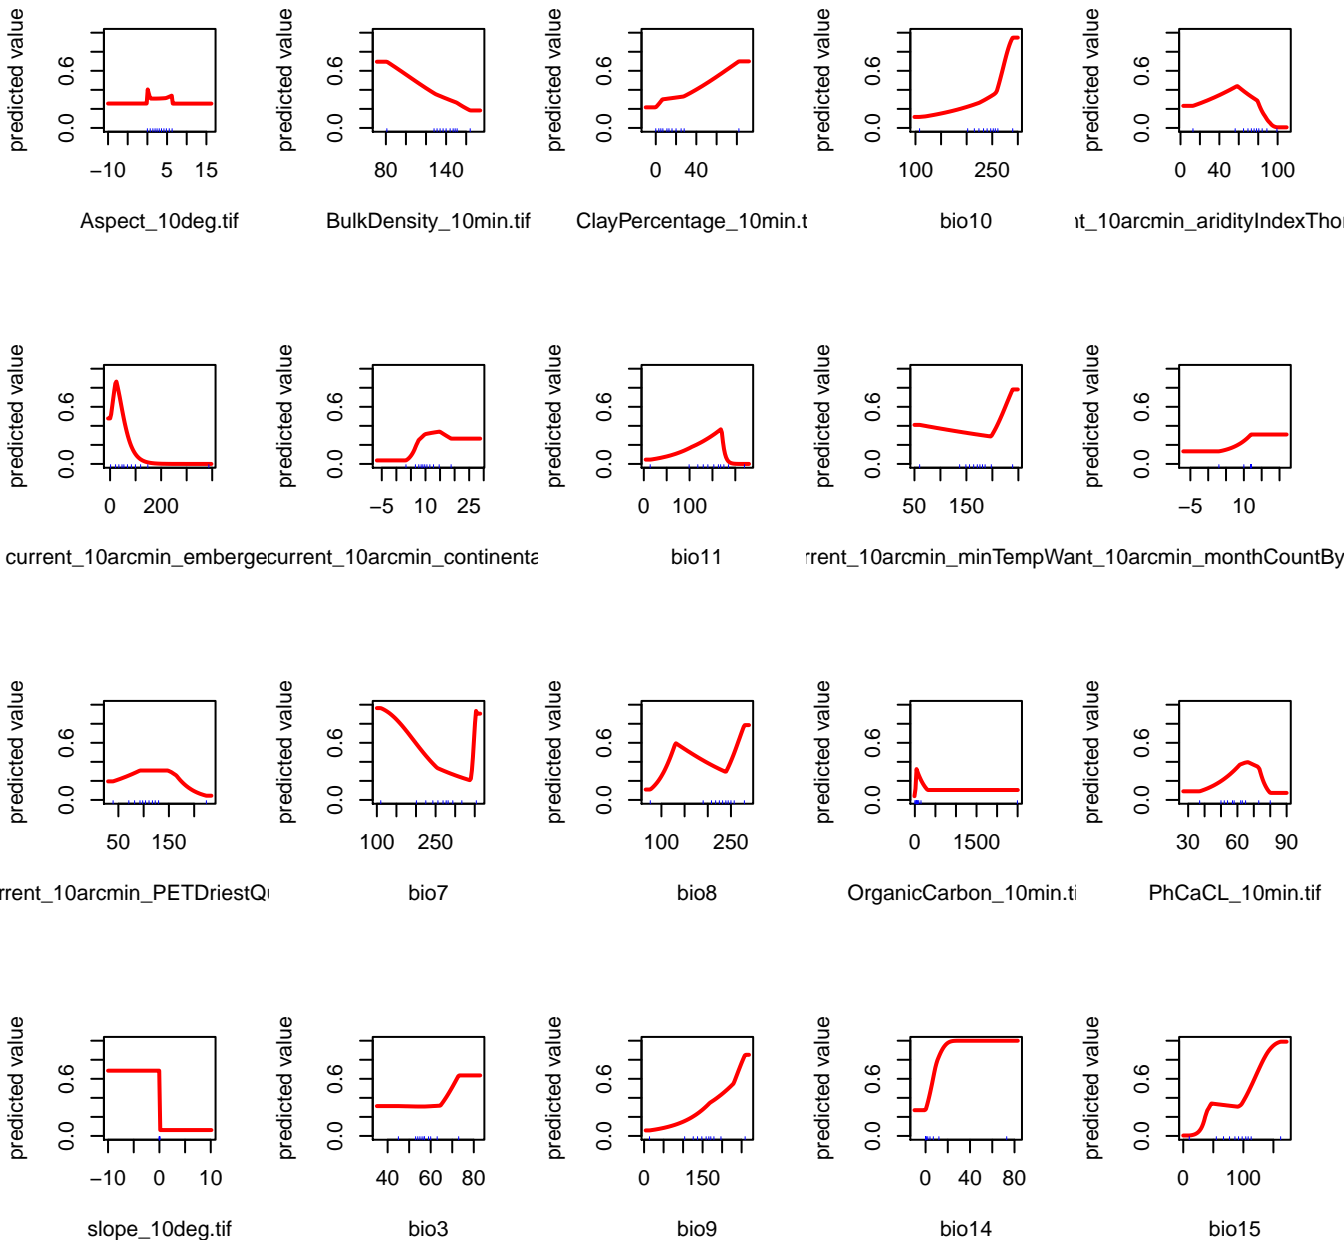 predicted value
0.0 0.6
-10 5 15
Aspect_10deg.tif
predicted value
0.0 0.6
80 140
BulkDensity_10min.tif
predicted value
0.0 0.6
0 40
ClayPercentage_10min.t
predicted value
0.0 0.6
100 250
bio10
predicted value
0.0 0.6
0 40 100
nt_10arcmin_aridityIndexThor
predicted value
0.0 0.6
0 200
current_10arcmin_emberge
predicted value
0.0 0.6
-5 10 25
current_10arcmin_continenta
predicted value
0.0 0.6
0 100
bio11
predicted value
0.0 0.6
50 150
rrent_10arcmin_minTempWa
predicted value
0.0 0.6
-5 10
nt_10arcmin_monthCountBy
predicted value
0.0 0.6
50 150
rrent_10arcmin_PETDriestQu
predicted value
0.0 0.6
100 250
bio7
predicted value
0.0 0.6
100 250
bio8
predicted value
0.0 0.6
0 1500
OrganicCarbon_10min.ti
predicted value
0.0 0.6
30 60 90
PhCaCL_10min.tif
predicted value
0.0 0.6
-10 0 10
slope_10deg.tif
predicted value
0.0 0.6
40 60 80
bio3
predicted value
0.0 0.6
0 150
bio9
predicted value
0.0 0.6
0 40 80
bio14
predicted value
0.0 0.6
0 100
bio15